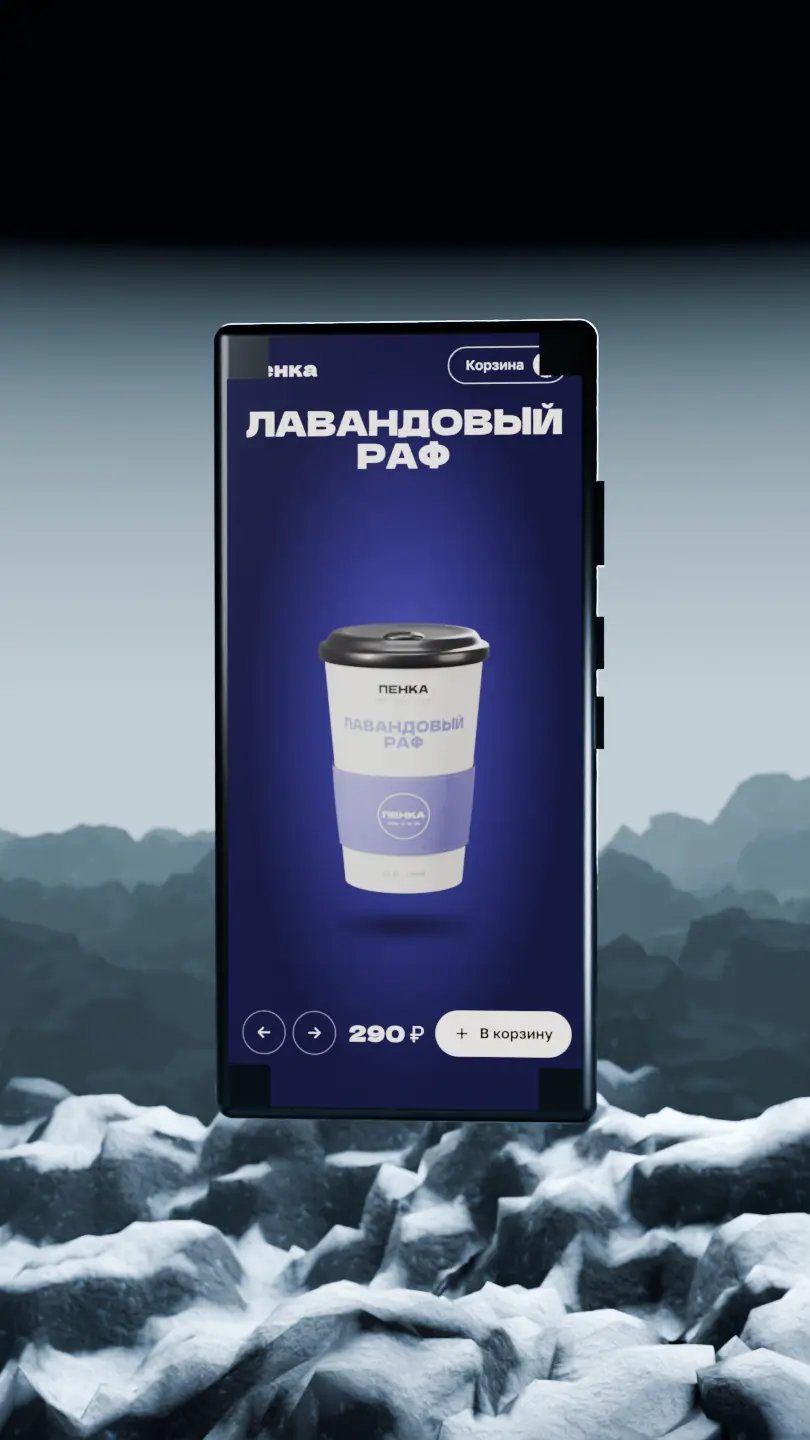 енка
Корзина
ЛАВАНДОВЫЙ
РАФ
ПЕНКА
ЛАВАНДОВЫЙ
РАФ
ПЕНКА
290 ₽
+ В корзину